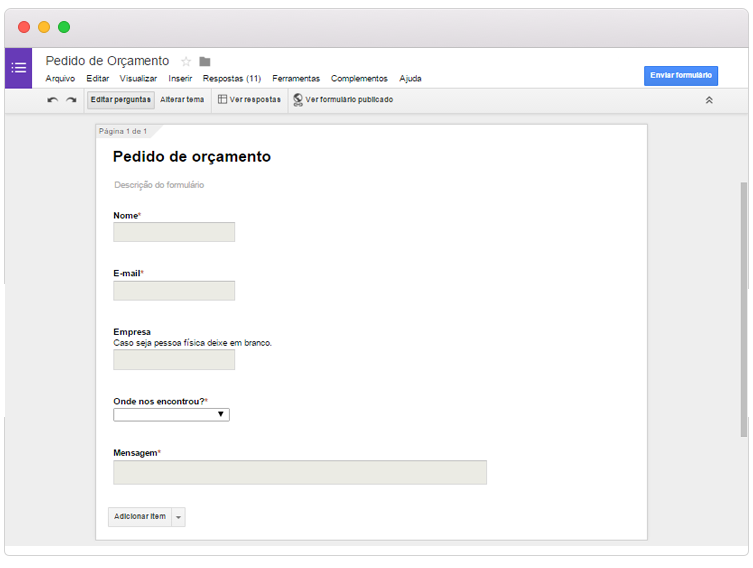 Pedido de Orçamento
Arquivo Editar Visualizar Inserir Respostas (11) Ferramentas Complementos Ajuda
Enviar formulário
Editar perguntas Alterar tema Ver respostas Ver formulário publicado
Página 1 de 1
Pedido de orçamento
Descrição do formulário
Nome*
E-mail*
Empresa
Caso seja pessoa física deixe em branco.
Onde nos encontrou?*
Mensagem*
Adicionar item